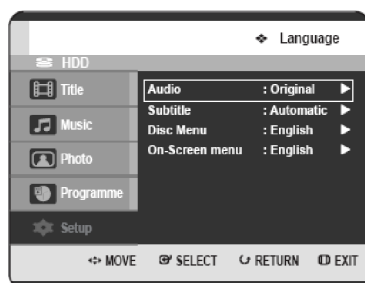 Language
HDD
Title
Music
Photo
Programme
Setup
Audio : Original
Subtitle : Automatic
Disc Menu : English
On-Screen menu : English
MOVE SELECT RETURN EXIT